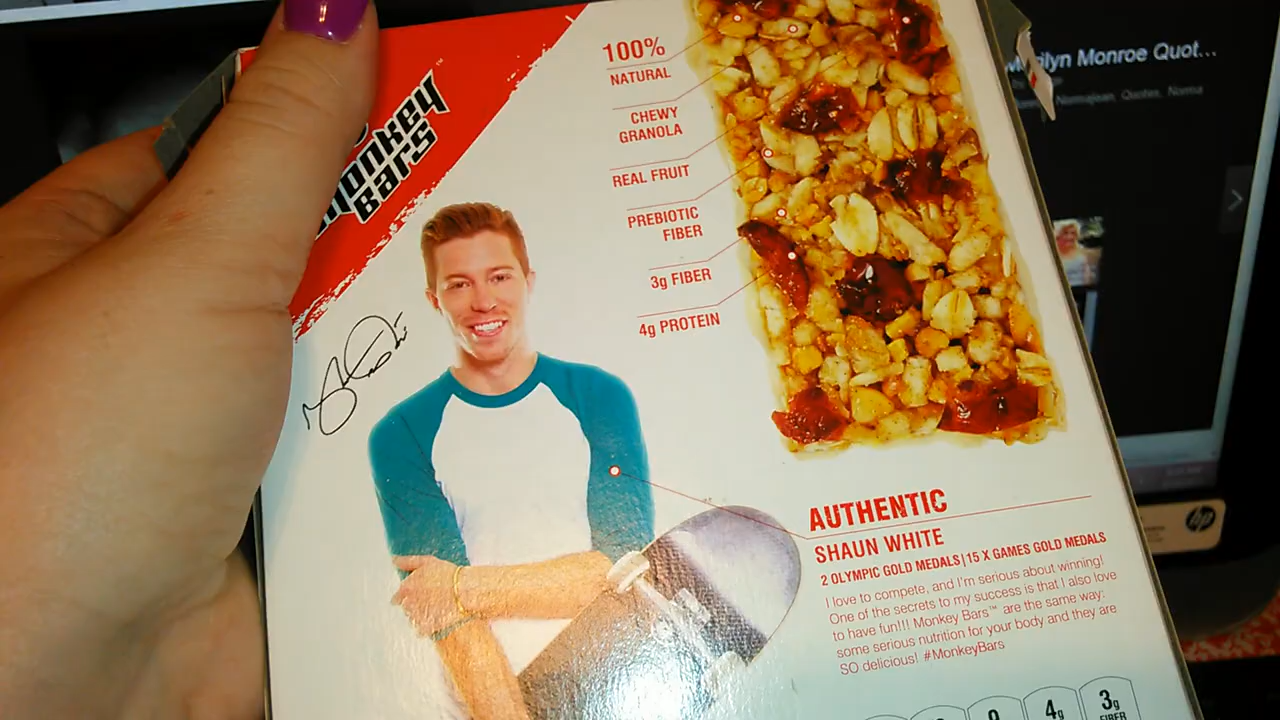 monkey
BARS
100%
NATURAL
CHEWY
GRANOLA
REAL FRUIT
PREBIOTIC
FIBER
3g FIBER
4g PROTEIN
AUTHENTIC
SHAUN WHITE
2 OLYMPIC GOLD MEDALS|15 X GAMES GOLD MEDALS
I love to compete, and I'm serious about winning!
One of the secrets to my success is that I also love
to have fun!!! Monkey Bars™ are the same way:
some serious nutrition for your body and they are
SO delicious! #MonkeyBars
4g
3g
FIBER
Monroe Quot...
Normajean, Quotes, Norma
hp